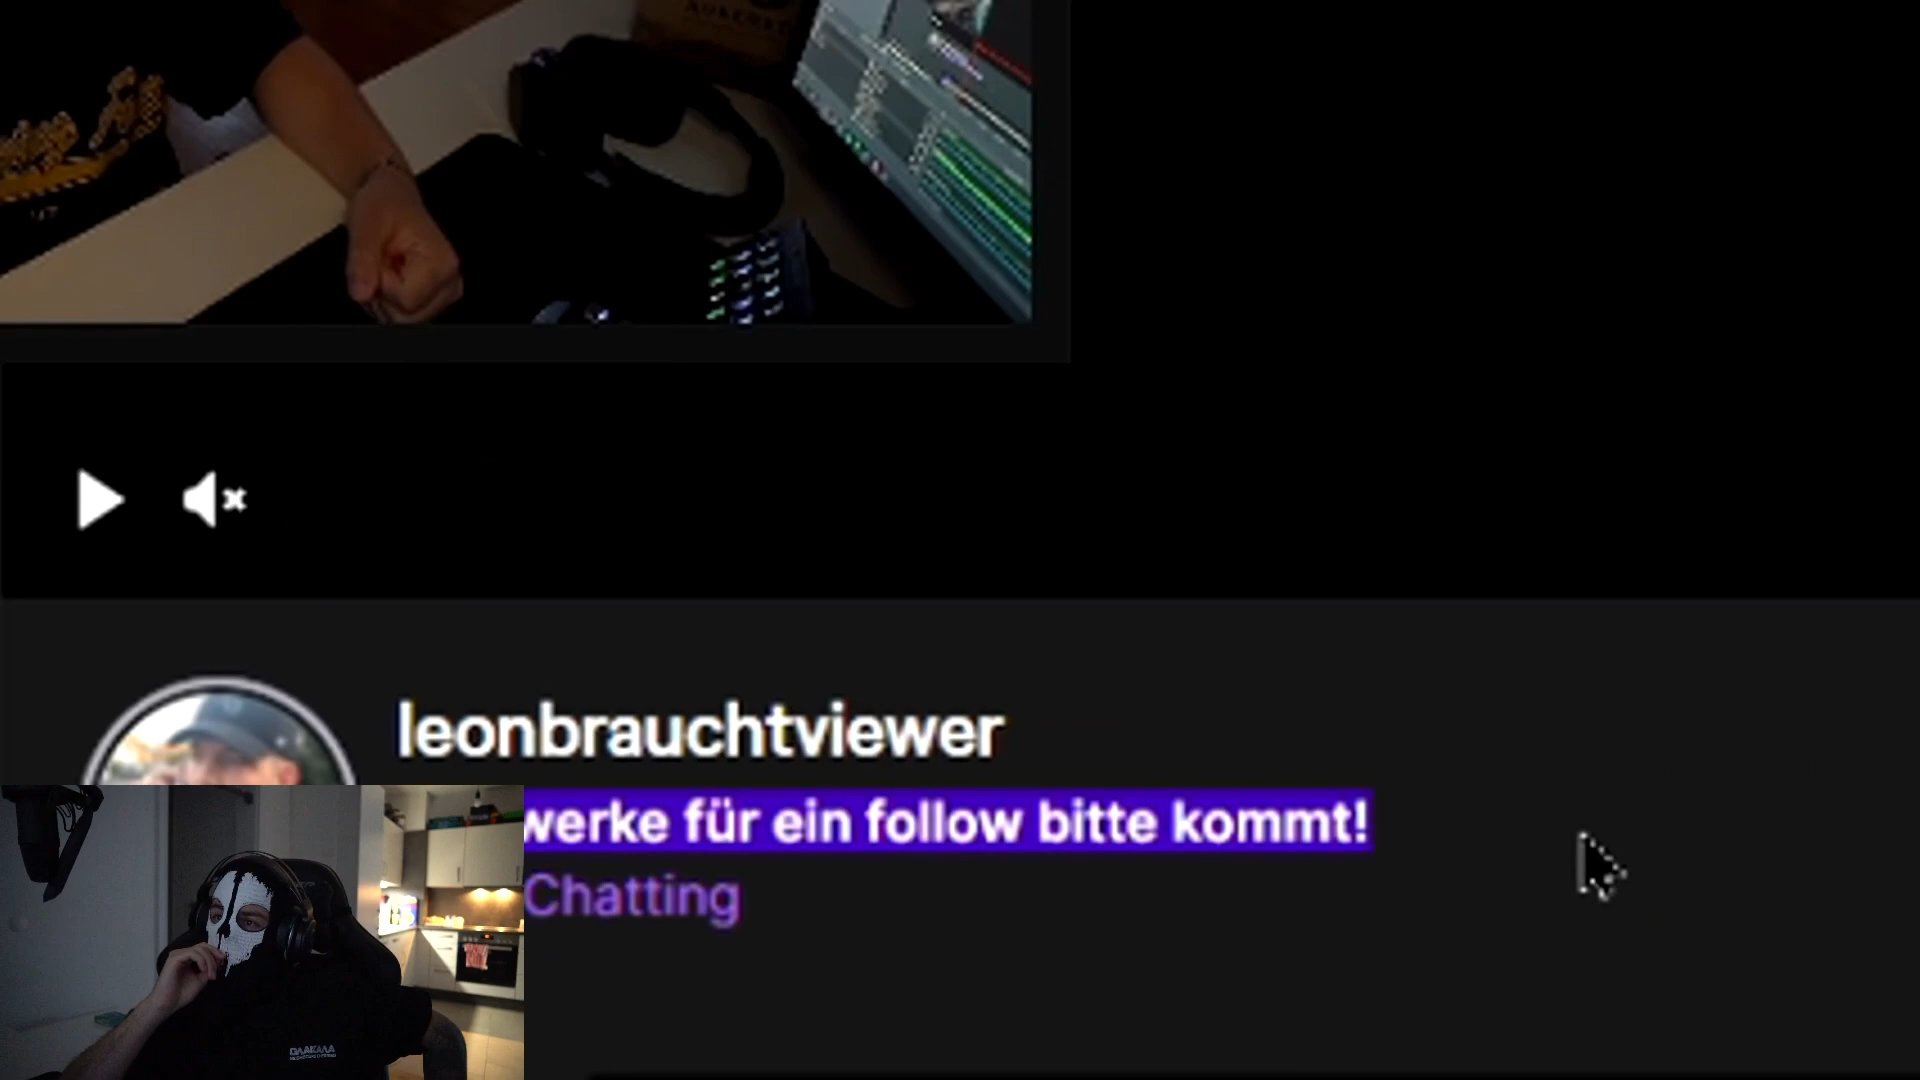 leonbrauchtviewer
werke für ein follow bitte kommt!
Chatting